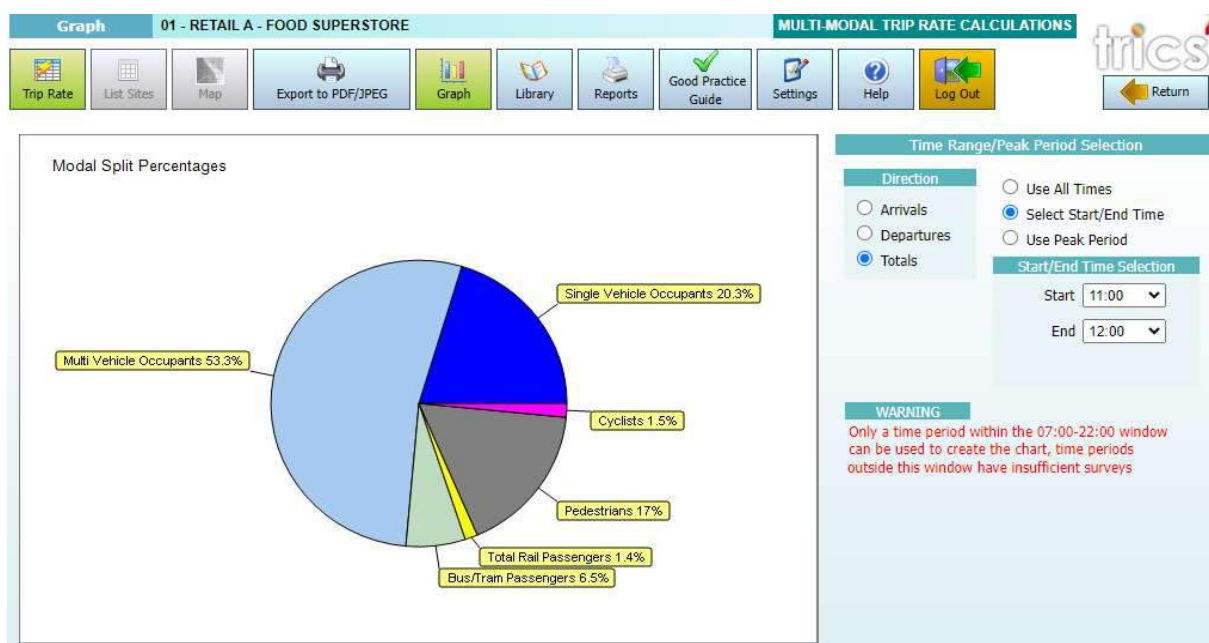 Graph
01 - RETAIL A - FOOD SUPERSTORE
MULTI-MODAL TRIP RATE CALCULATIONS
trics
Trip Rate
List Sites
Map
Export to PDF/JPEG
Graph
Library
Reports
Good Practice
Guide
Settings
Help
Log Out
Return
Modal Split Percentages
Single Vehicle Occupants 20.3%
Multi Vehicle Occupants 53.3%
Cyclists 1.5%
Pedestrians 17%
Total Rail Passengers 1.4%
Bus/Tram Passengers 6.5%
Time Range/Peak Period Selection
Direction
Arrivals
Departures
Totals
Use All Times
Select Start/End Time
Use Peak Period
Start/End Time Selection
Start 11:00
End 12:00
WARNING
Only a time period within the 07:00-22:00 window
can be used to create the chart, time periods
outside this window have insufficient surveys